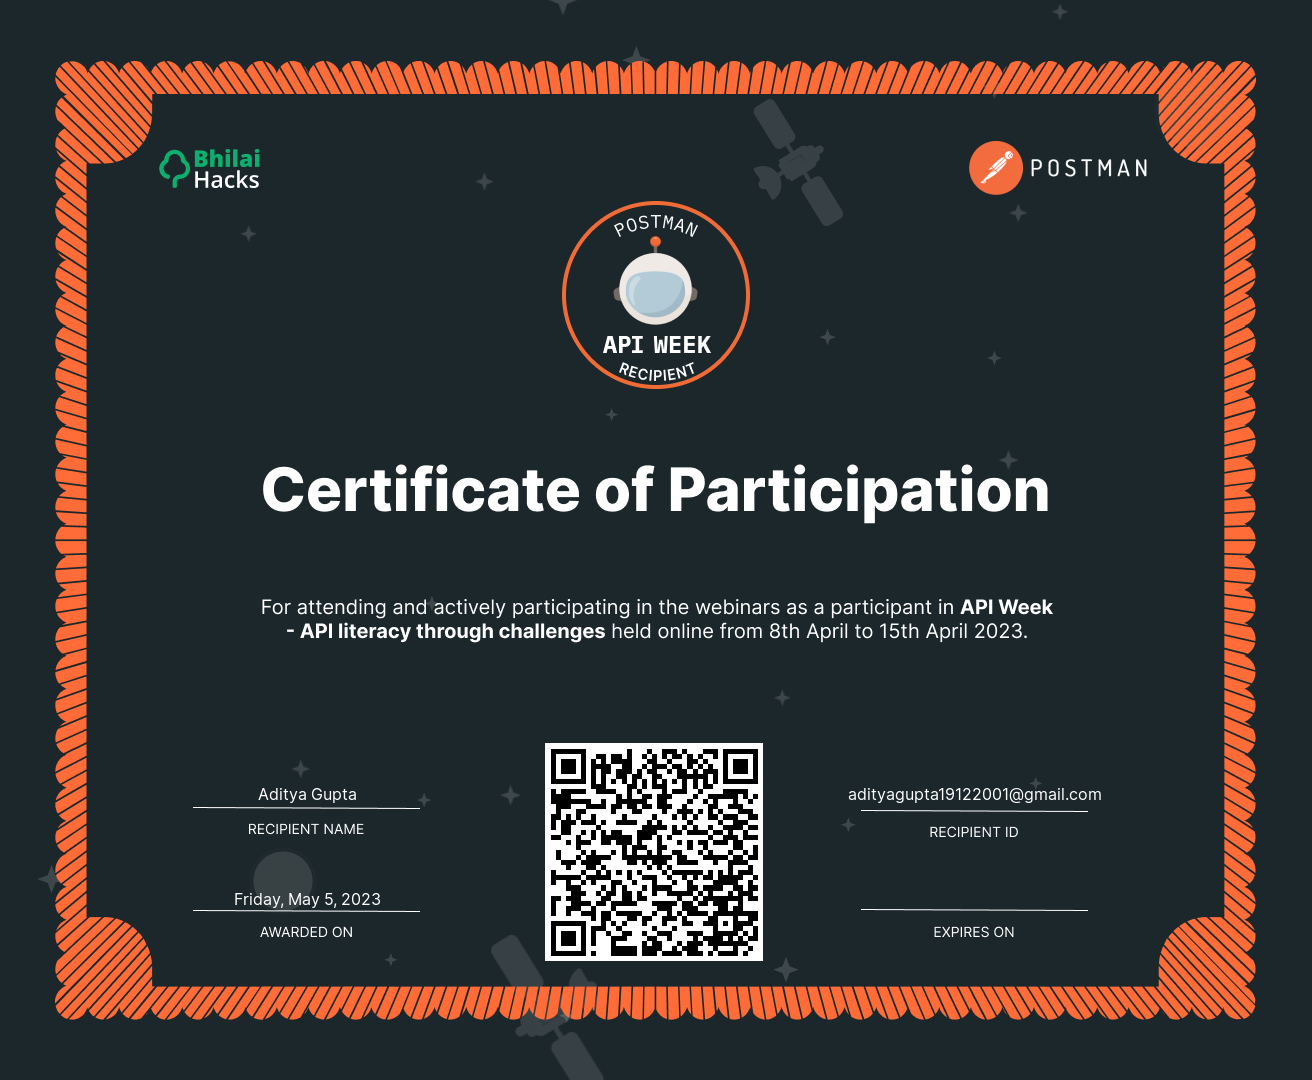 Bhilai
Hacks
POSTMAN
POSTMAN
API WEEK
RECIPIENT
Certificate of Participation
For attending and actively participating in the webinars as a participant in API Week
- API literacy through challenges held online from 8th April to 15th April 2023.
Aditya Gupta
RECIPIENT NAME
adityagupta19122001@gmail.com
RECIPIENT ID
Friday, May 5, 2023
AWARDED ON
EXPIRES ON